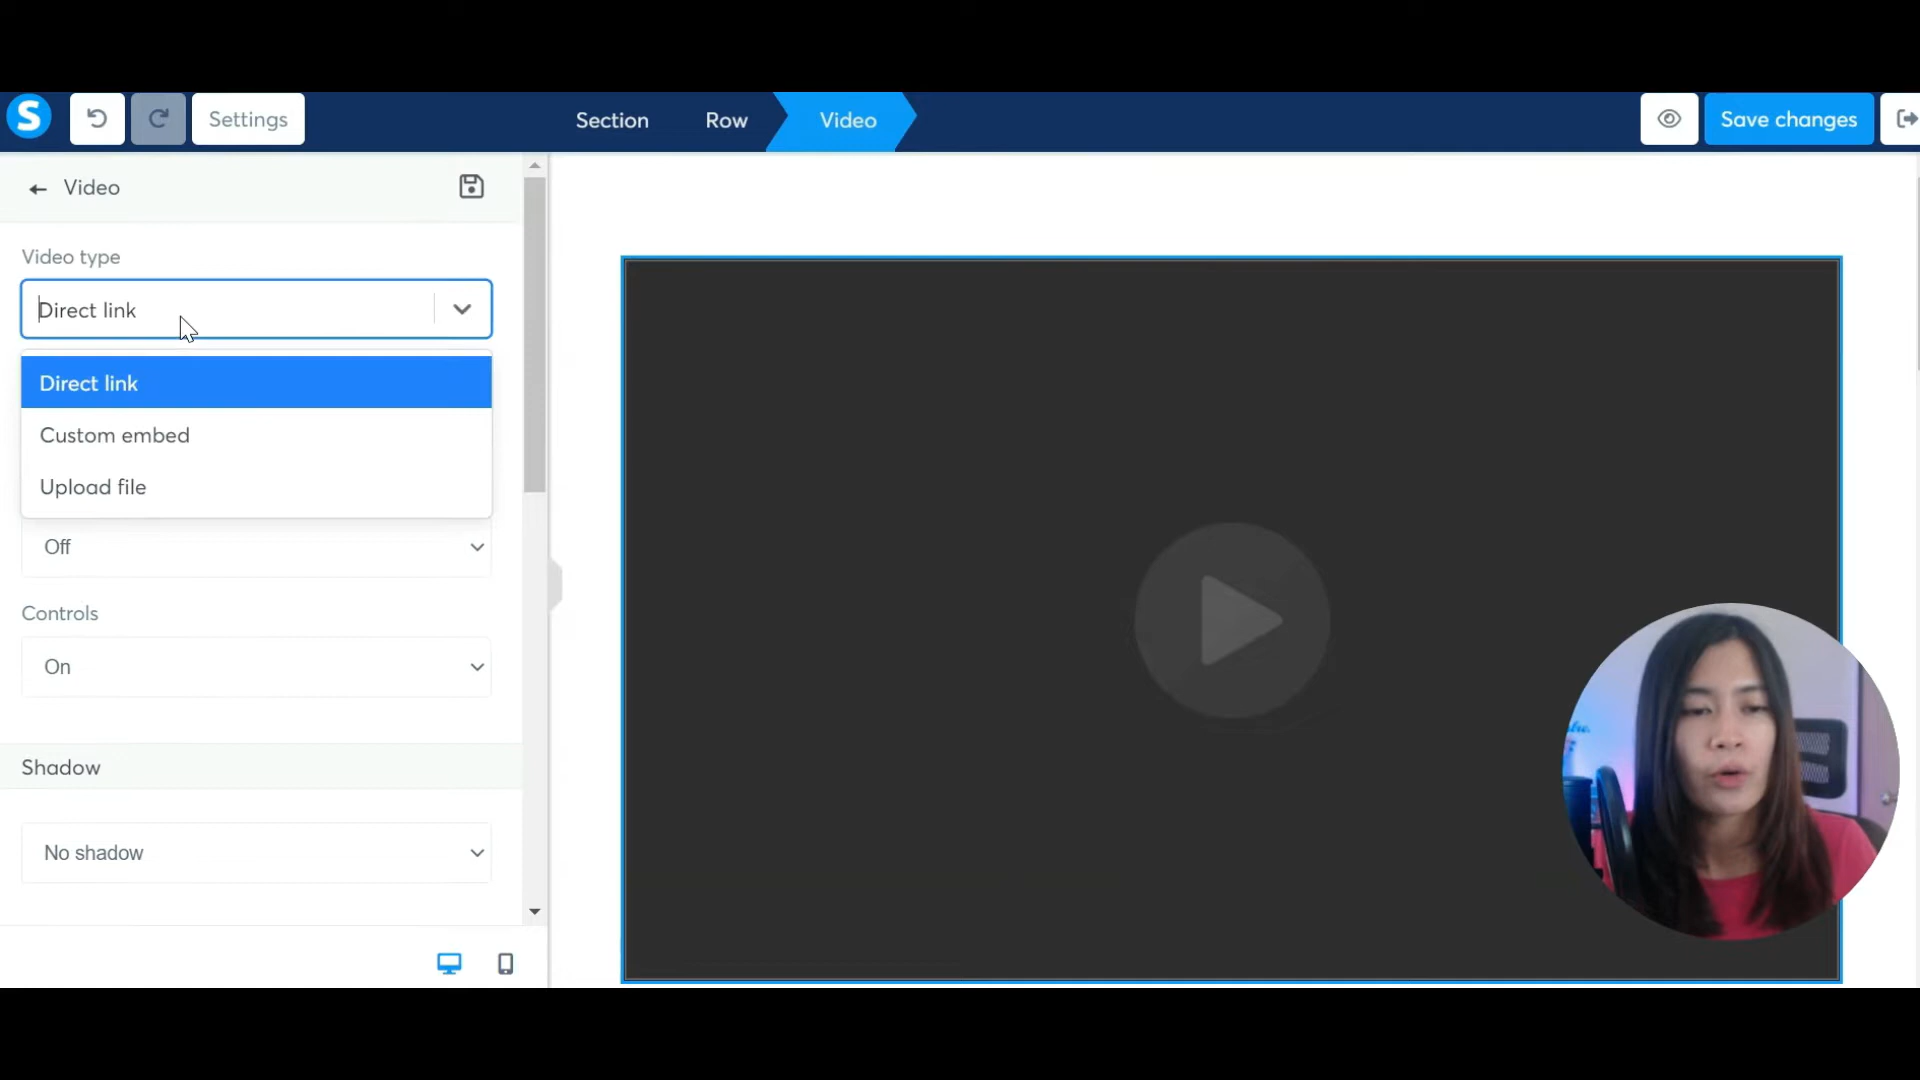 S
Settings
Section
Row
Video
Save changes
Video
Video type
Direct link
Direct link
Custom embed
Upload file
Off
Controls
On
Shadow
No shadow